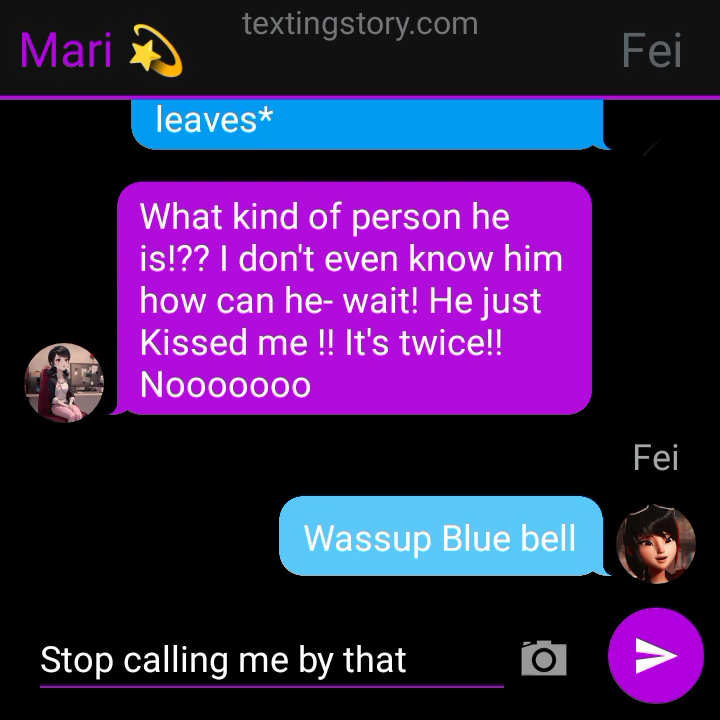 textingstory.com
Mari 💫 Fei
leaves*
What kind of person he
is!?? I don't even know him
how can he- wait! He just
Kissed me !! It's twice!!
Nooooooo
Fei
Wassup Blue bell
Stop calling me by that